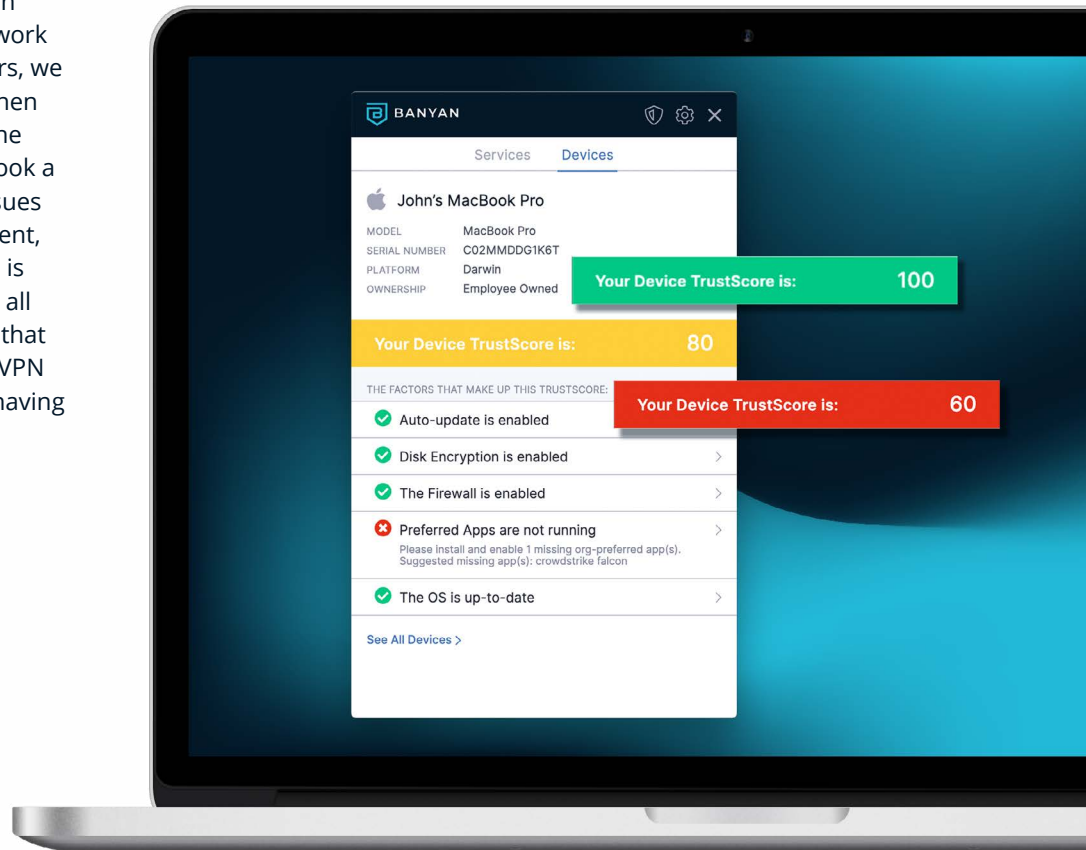 work
rs, we
hen
he
ook a
sues
ent,
is
all
that
VPN
having
BANYAN
Services Devices
John's MacBook Pro
MODEL MacBook Pro
SERIAL NUMBER C02MMDDG1K6T
PLATFORM Darwin
OWNERSHIP Employee Owned
Your Device TrustScore is: 100
Your Device TrustScore is: 80
THE FACTORS THAT MAKE UP THIS TRUSTSCORE:
Your Device TrustScore is: 60
Auto-update is enabled
Disk Encryption is enabled
The Firewall is enabled
Preferred Apps are not running
Please install and enable 1 missing org-preferred app(s).
Suggested missing app(s): crowdstrike falcon
The OS is up-to-date
See All Devices >